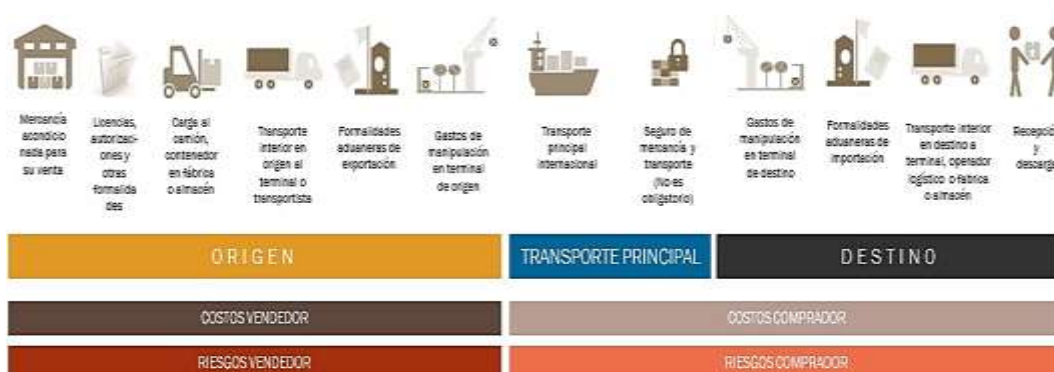 Mercancía
acondicio
nada para
su venta
Licencias,
autorizaci-
ones y
otras
formalida
des
Carga al
camión,
contenedor
en fábrica
o almacén
Transporte
interior en
origen al
terminal o
transportista
Formalidades
aduaneras de
exportación
Gastos de
manipulación
en terminal
de origen
Transporte
principal
internacional
Seguro de
mercancía y
transporte
(No es
obligatorio)
Gastos de
manipulación
en terminal
de destino
Formalidades
aduaneras de
importación
Transporte interior
en destino a
terminal, operador
logístico o fabrica
o almacén
Recepció
y
descarg
ORIGEN
TRANSPORTE PRINCIPAL
DESTINO
COSTOS VENDEDOR
COSTOS COMPRADOR
RIESGOS VENDEDOR
RIESGOS COMPRADOR